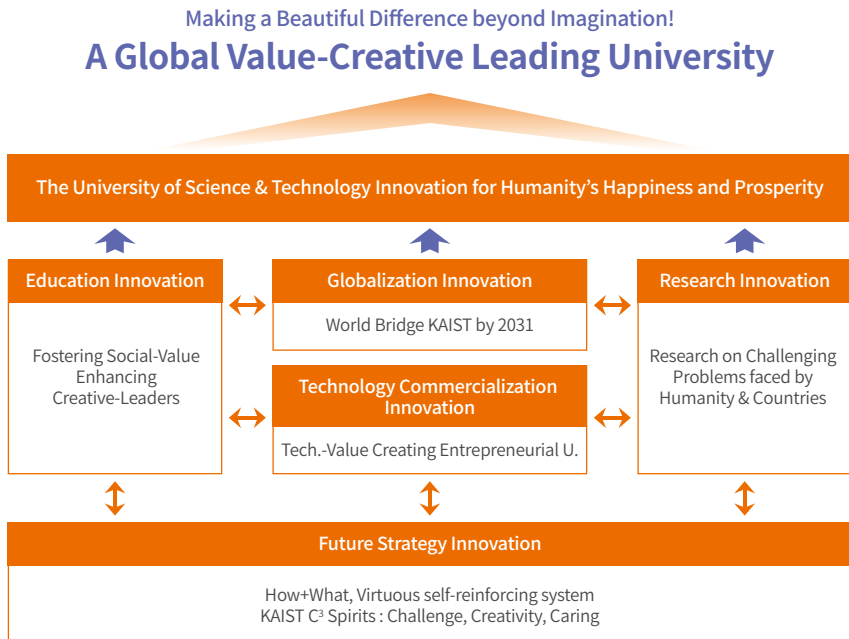 Making a Beautiful Difference beyond Imagination!
A Global Value-Creative Leading University
The University of Science & Technology Innovation for Humanity’s Happiness and Prosperity
Education Innovation
Fostering Social-Value
Enhancing
Creative-Leaders
Globalization Innovation
World Bridge KAIST by 2031
Technology Commercialization
Innovation
Tech.-Value Creating Entrepreneurial U.
Research Innovation
Research on Challenging
Problems faced by
Humanity & Countries
Future Strategy Innovation
How+What, Virtuous self-reinforcing system
KAIST C³ Spirits : Challenge, Creativity, Caring